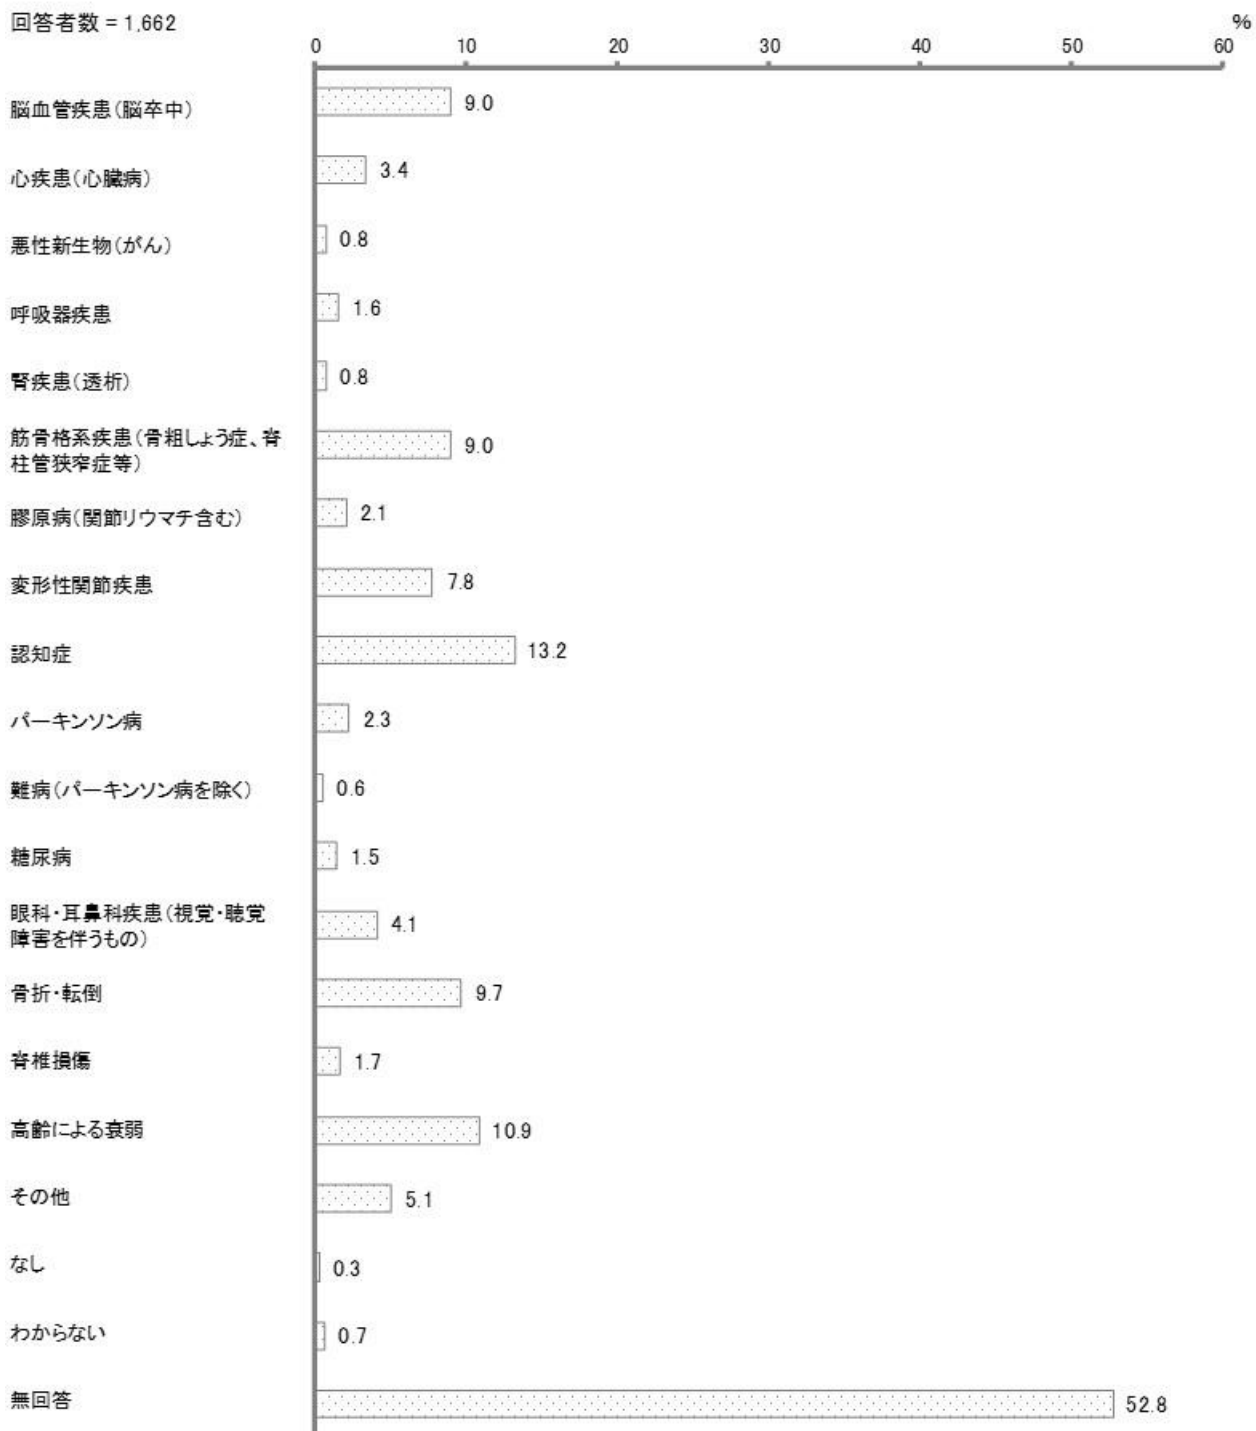 回答者数 = 1,662
%
0 10 20 30 40 50 60
脳血管疾患(脳卒中) 9.0
心疾患(心臓病) 3.4
悪性新生物(がん) 0.8
呼吸器疾患 1.6
腎疾患(透析) 0.8
筋骨格系疾患(骨粗しょう症、脊
柱管狭窄症等) 9.0
膠原病(関節リウマチ含む) 2.1
変形性関節疾患 7.8
認知症 13.2
パーキンソン病 2.3
難病(パーキンソン病を除く) 0.6
糖尿病 1.5
眼科・耳鼻科疾患(視覚・聴覚
障害を伴うもの) 4.1
骨折・転倒 9.7
脊椎損傷 1.7
高齢による衰弱 10.9
その他 5.1
なし 0.3
わからない 0.7
無回答 52.8